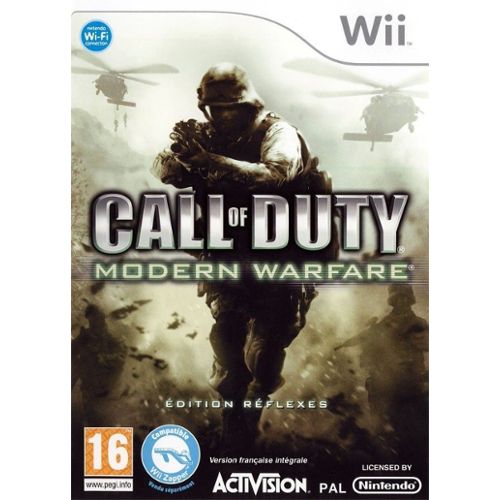 Nintendo
Wi-Fi
connection
Wii™
CALL OF DUTY®
MODERN WARFARE®
ÉDITION RÉFLEXES
16
www.pegi.info
Compatible
Wii Zapper
Vendu séparément
Version française intégrale
ACTIVISION®
PAL
LICENSED BY
Nintendo®